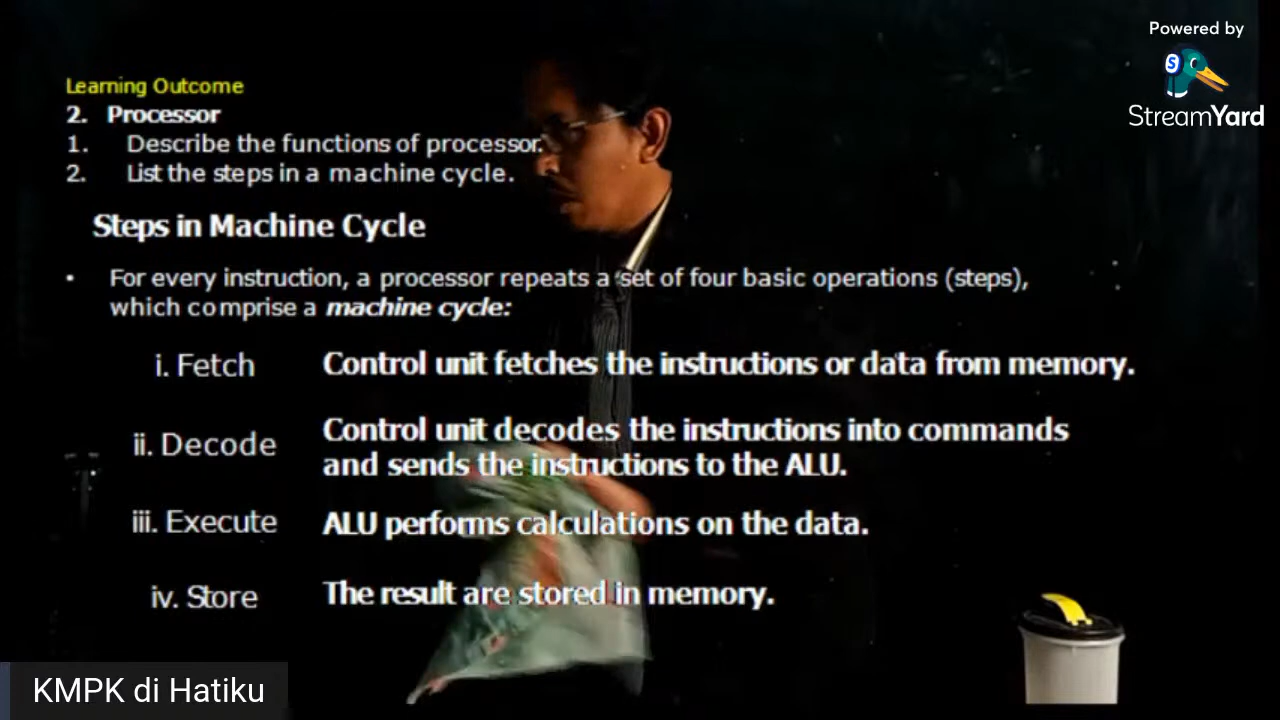 Powered by
StreamYard
Learning Outcome
2. Processor
1. Describe the functions of processor.
2. List the steps in a machine cycle.
Steps in Machine Cycle
• For every instruction, a processor repeats a set of four basic operations (steps),
which comprise a machine cycle:
i. Fetch Control unit fetches the instructions or data from memory.
ii. Decode Control unit decodes the instructions into commands
and sends the instructions to the ALU.
iii. Execute ALU performs calculations on the data.
iv. Store The result are stored in memory.
KMPK di Hatiku